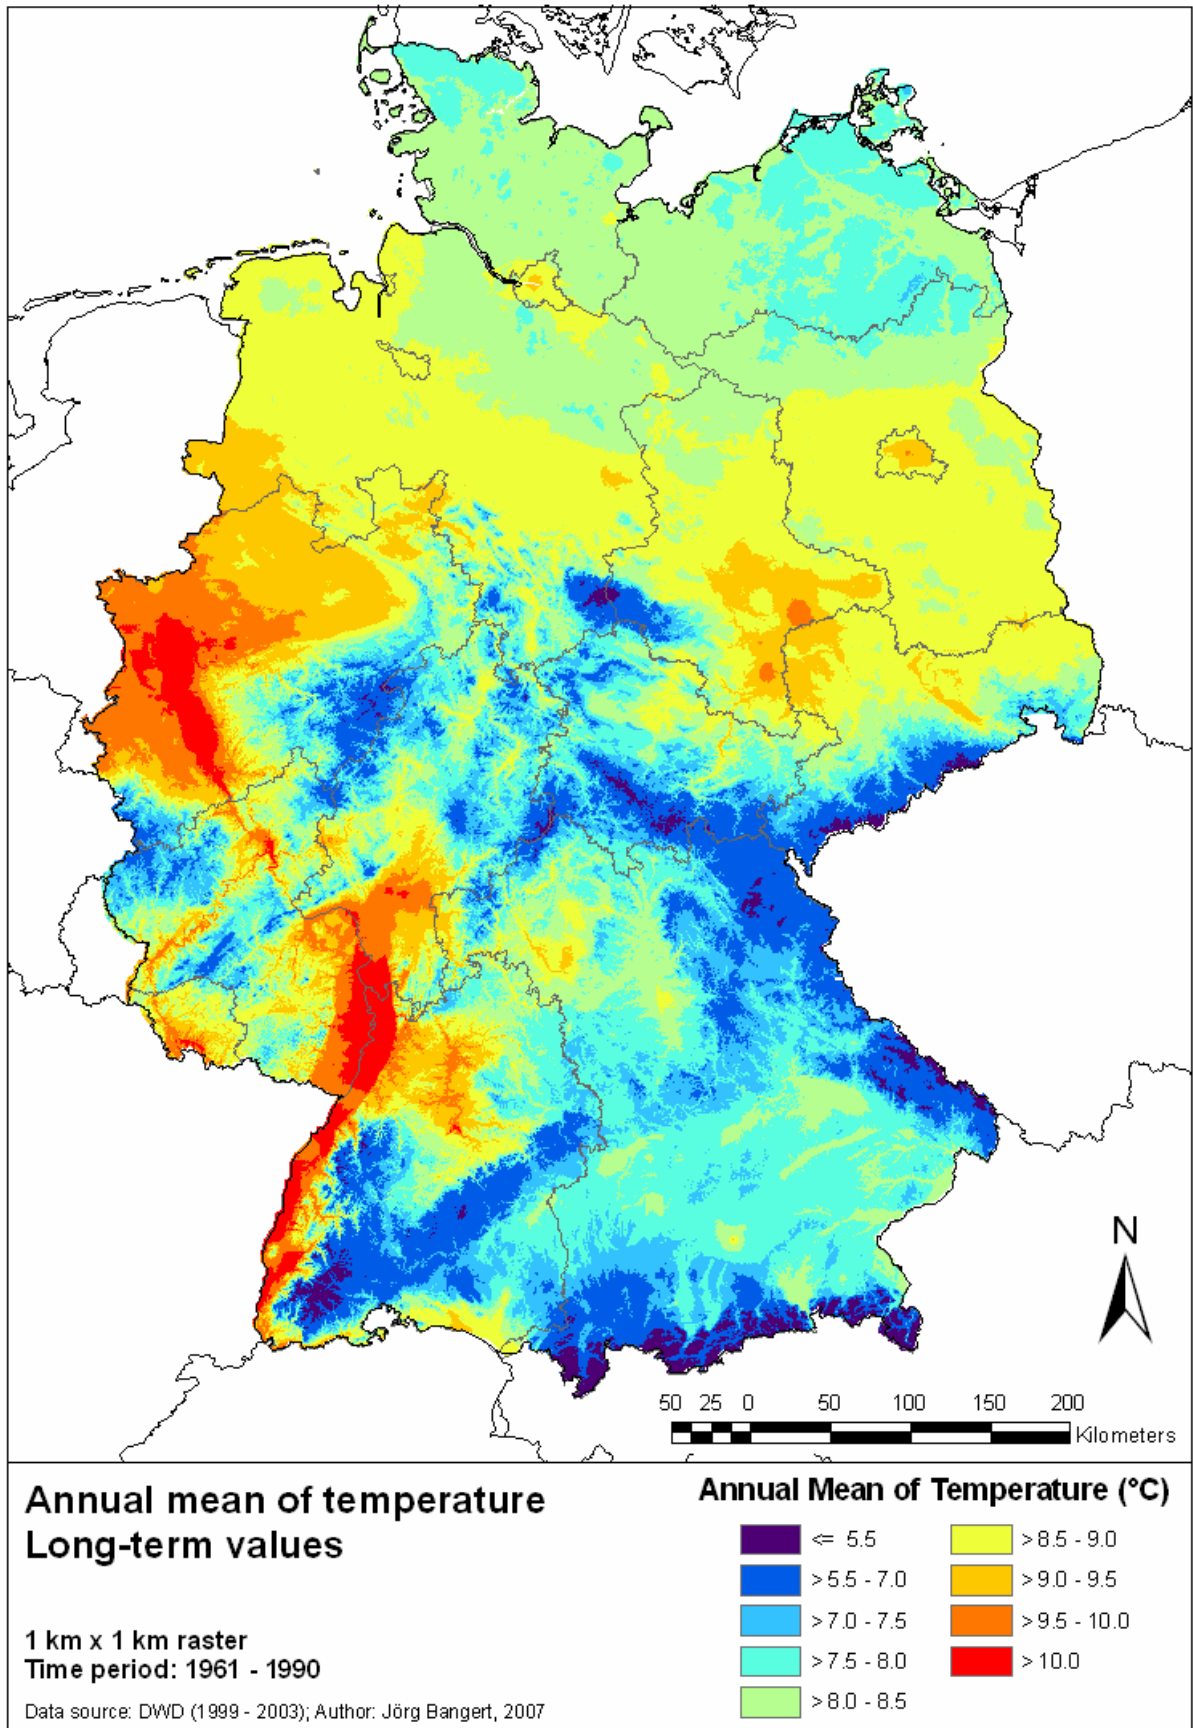 N
50 25 0 50 100 150 200
Kilometers
Annual mean of temperature
Long-term values
1 km x 1 km raster
Time period: 1961 - 1990
Data source: DWD (1999 - 2003); Author: Jörg Bangert, 2007
Annual Mean of Temperature (°C)
<= 5.5
>5.5 - 7.0
>7.0 - 7.5
>7.5 - 8.0
>8.0 - 8.5
>8.5 - 9.0
>9.0 - 9.5
>9.5 - 10.0
>10.0